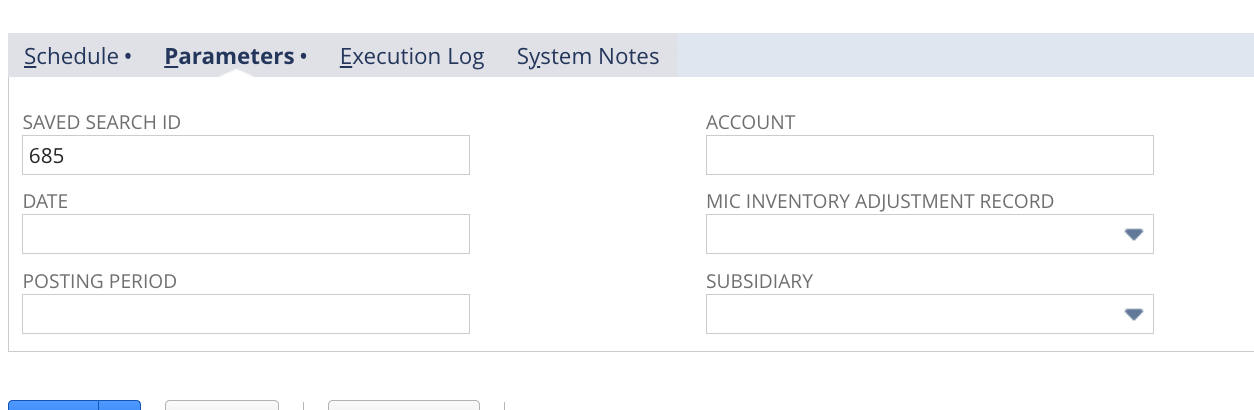 Schedule • Parameters • Execution Log System Notes
SAVED SEARCH ID
685
DATE
POSTING PERIOD
ACCOUNT
MIC INVENTORY ADJUSTMENT RECORD
SUBSIDIARY